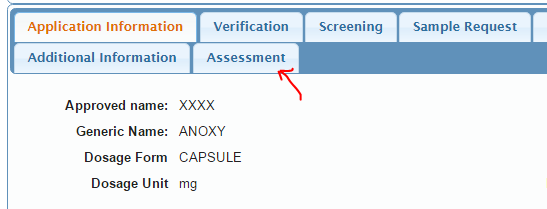 Application Information Verification Screening Sample Request
Additional Information Assessment
Approved name: XXXX
Generic Name: ANOXY
Dosage Form CAPSULE
Dosage Unit mg